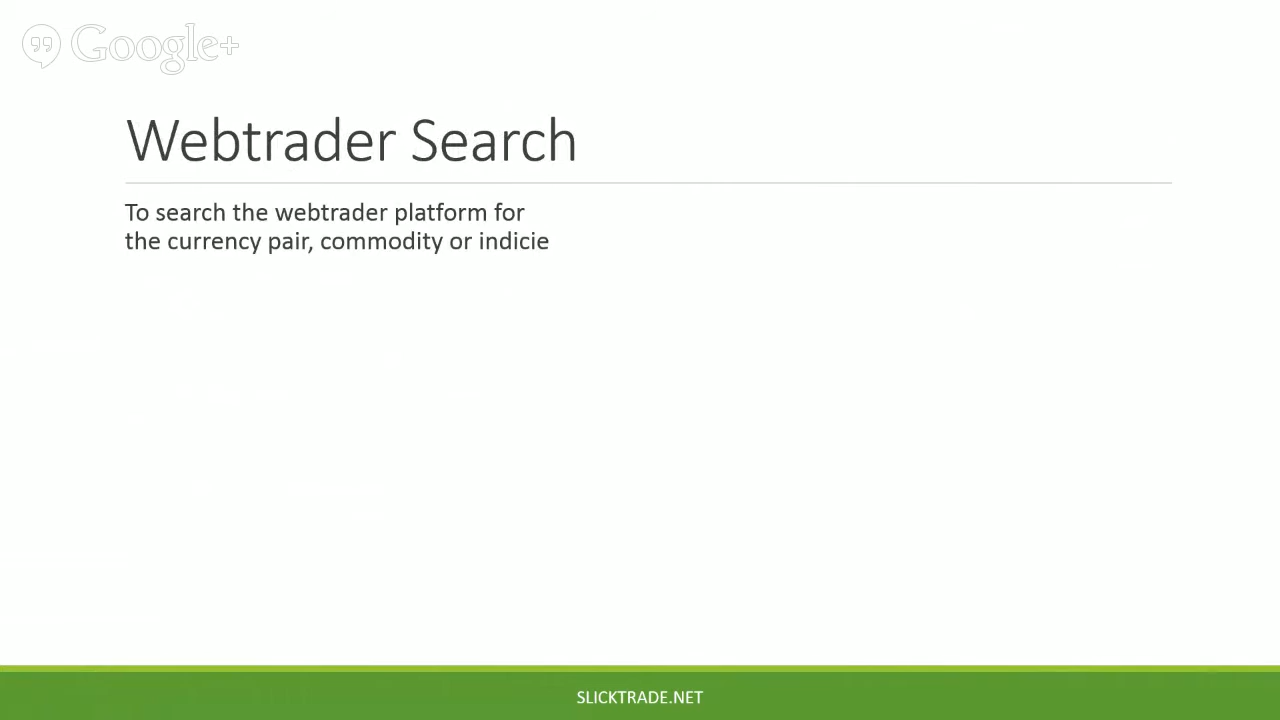 Google+
Webtrader Search
To search the webtrader platform for
the currency pair, commodity or indicie
SLICKTRADE.NET